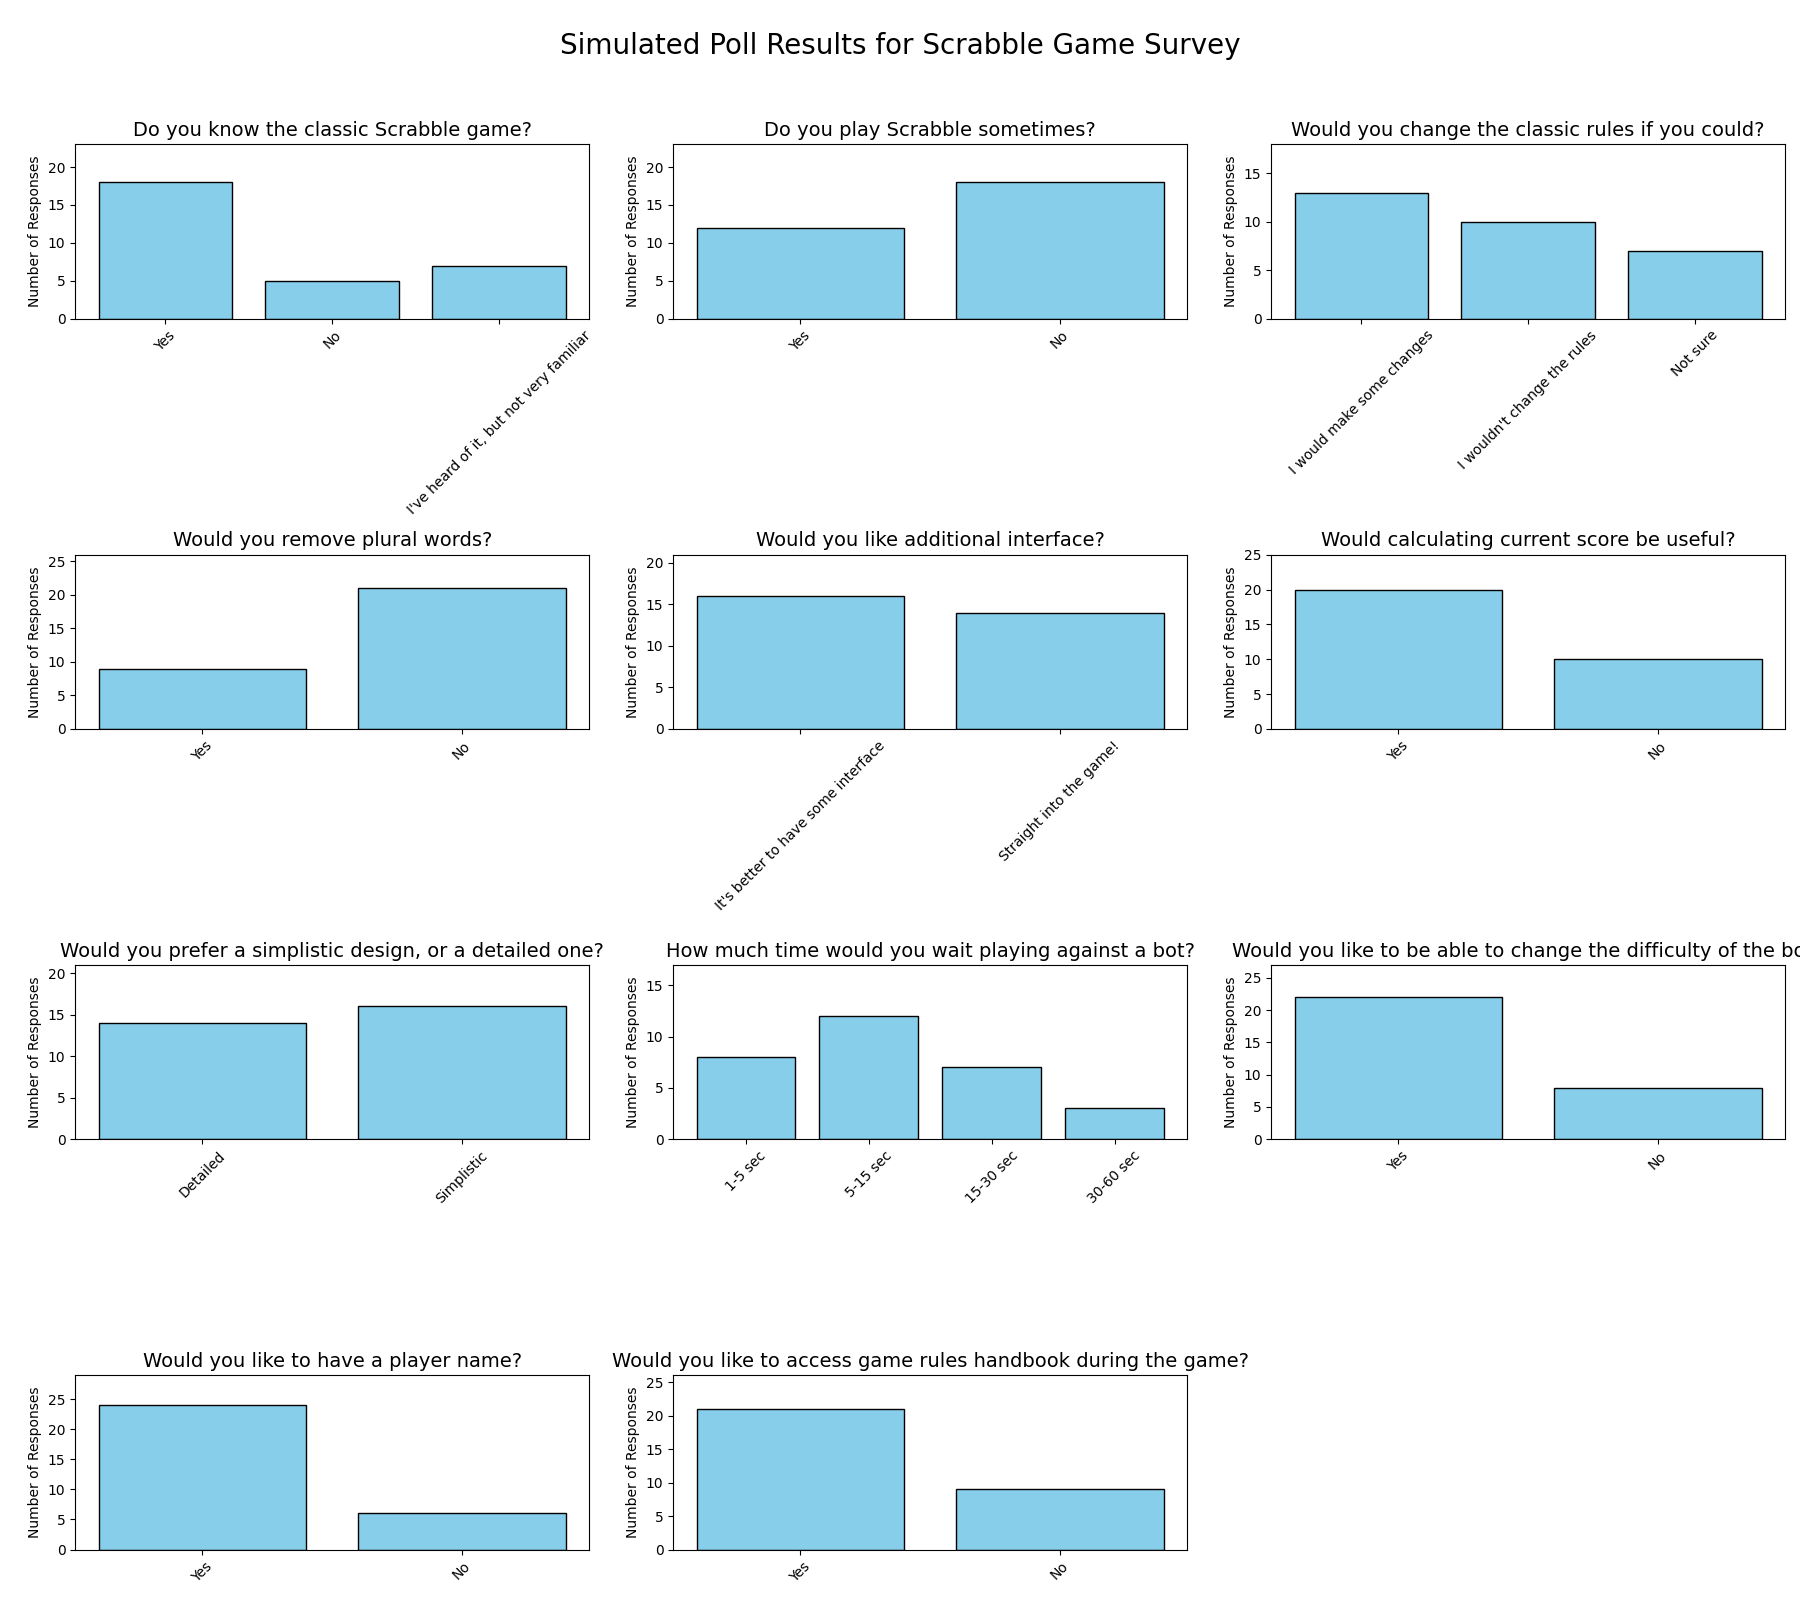 Simulated Poll Results for Scrabble Game Survey
Do you know the classic Scrabble game?
Number of Responses
20
15
10
5
0
Yes
No
I've heard of it, but not very familiar
Do you play Scrabble sometimes?
Number of Responses
20
15
10
5
0
Yes
No
Would you change the classic rules if you could?
Number of Responses
15
10
5
0
I would make some changes
I wouldn't change the rules
Not sure
Would you remove plural words?
Number of Responses
25
20
15
10
5
0
Yes
No
Would you like additional interface?
Number of Responses
20
15
10
5
0
It's better to have some interface
Straight into the game!
Would calculating current score be useful?
Number of Responses
25
20
15
10
5
0
Yes
No
Would you prefer a simplistic design, or a detailed one?
Number of Responses
20
15
10
5
0
Detailed
Simplistic
How much time would you wait playing against a bot?
Number of Responses
15
10
5
0
1-5 sec
5-15 sec
15-30 sec
30-60 sec
Would you like to be able to change the difficulty of the
Number of Responses
25
20
15
10
5
0
Yes
No
Would you like to have a player name?
Number of Responses
25
20
15
10
5
0
Yes
No
Would you like to access game rules handbook during the game?
Number of Responses
25
20
15
10
5
0
Yes
No